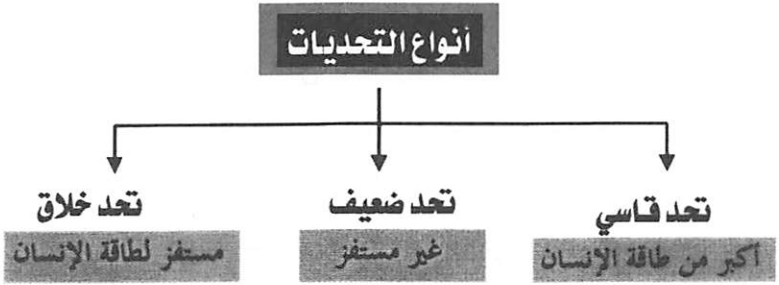 أنواع التحديات
تحد قاسي
أكبر من طاقة الإنسان
تحد ضعيف
غير مستفز
تحد خلاق
مستفز لطاقة الإنسان